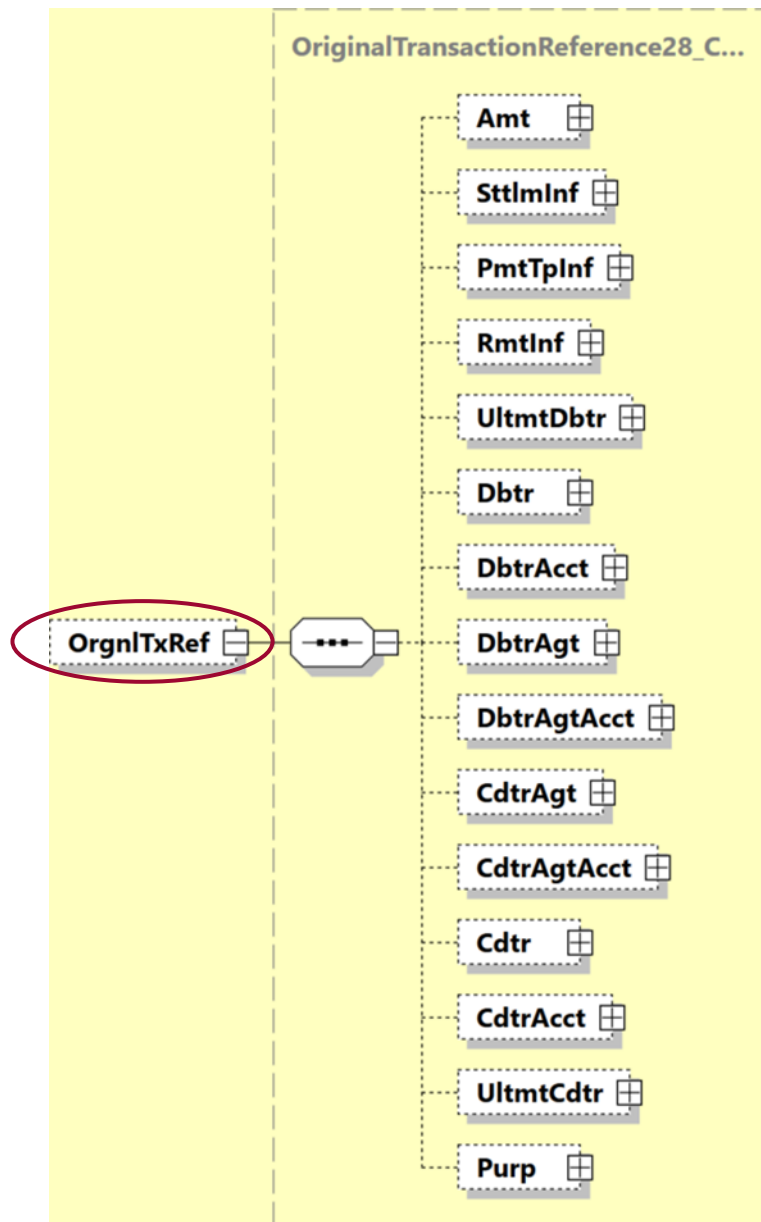 OriginalTransactionReference28_C...
Amt
SttlmInf
PmtTpInf
RmtInf
UltmtDbtr
Dbtr
DbtrAcct
OrgnlTxRef
DbtrAgt
DbtrAgtAcct
CdtrAgt
CdtrAgtAcct
Cdtr
CdtrAcct
UltmtCdtr
Purp